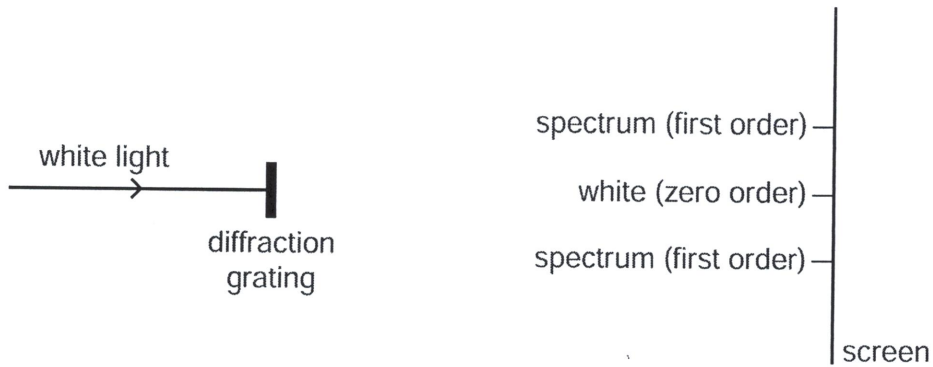 spectrum (first order)
white light
white (zero order)
diffraction
grating
spectrum (first order)
screen